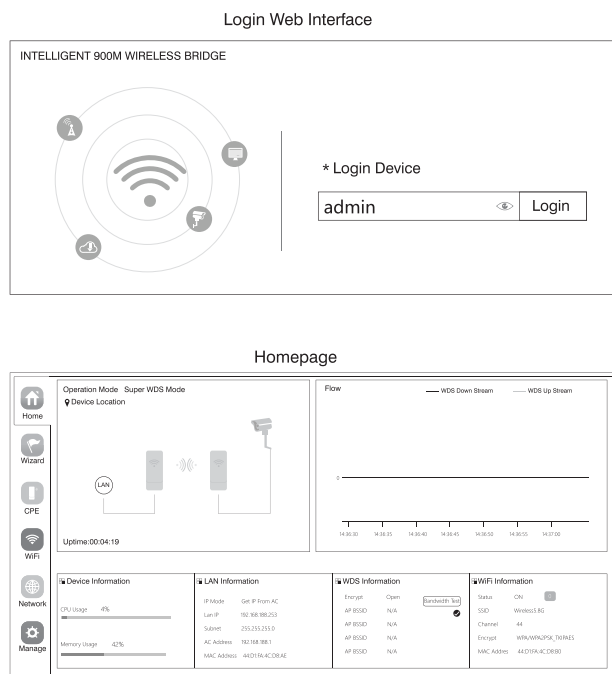 Login Web Interface
INTELLIGENT 900M WIRELESS BRIDGE
* Login Device
admin
Login
Homepage
Home
Wizard
CPE
WiFi
Network
Manage
Operation Mode Super WDS Mode
Device Location
LAN
Uptime:00:04:19
Flow
WDS Down Stream WDS Up Stream
0
14:36:30 14:36:35 14:36:40 14:36:45 14:36:50 14:36:55 14:37:00
Device Information
CPU Usage 4%
Memory Usage 42%
LAN Information
IP Mode Get IP From AC
Lan IP 192.168.188.253
Subnet 255.255.255.0
AC Address 192.168.188.1
MAC Address 44:D1:FA:4C:D8:AE
WDS Information
Encrypt Open Bandwidth Test
AP BSSID N/A
AP BSSID N/A
AP BSSID N/A
AP BSSID N/A
WiFi Information
Status ON
SSID Wireless5.8G
Channel 44
Encrypt WPA/WPA2PSK_TKIPAES
MAC Addres 44:D1:FA:4C:D8:B0